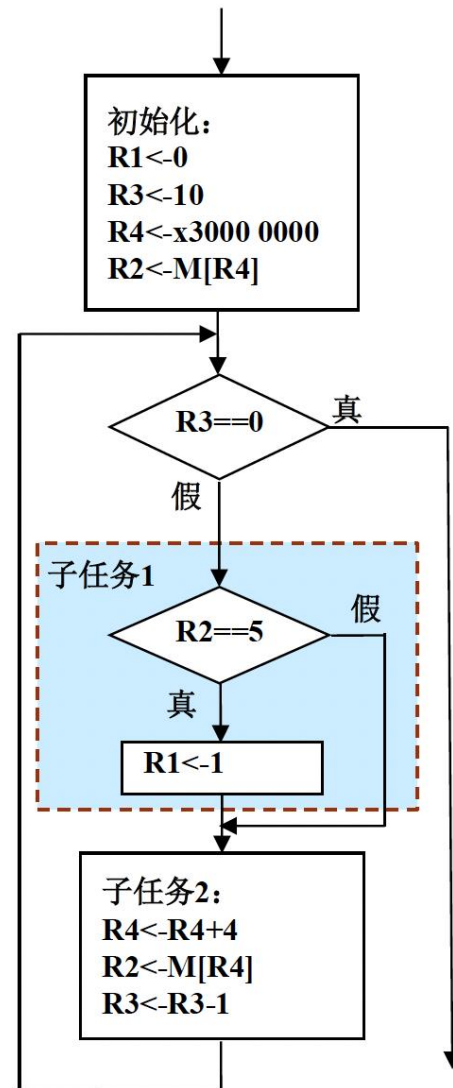 初始化：
R1<-0
R3<-10
R4<-x3000 0000
R2<-M[R4]
R3==0
真
假
子任务1
R2==5
假
真
R1<-1
子任务2：
R4<-R4+4
R2<-M[R4]
R3<-R3-1